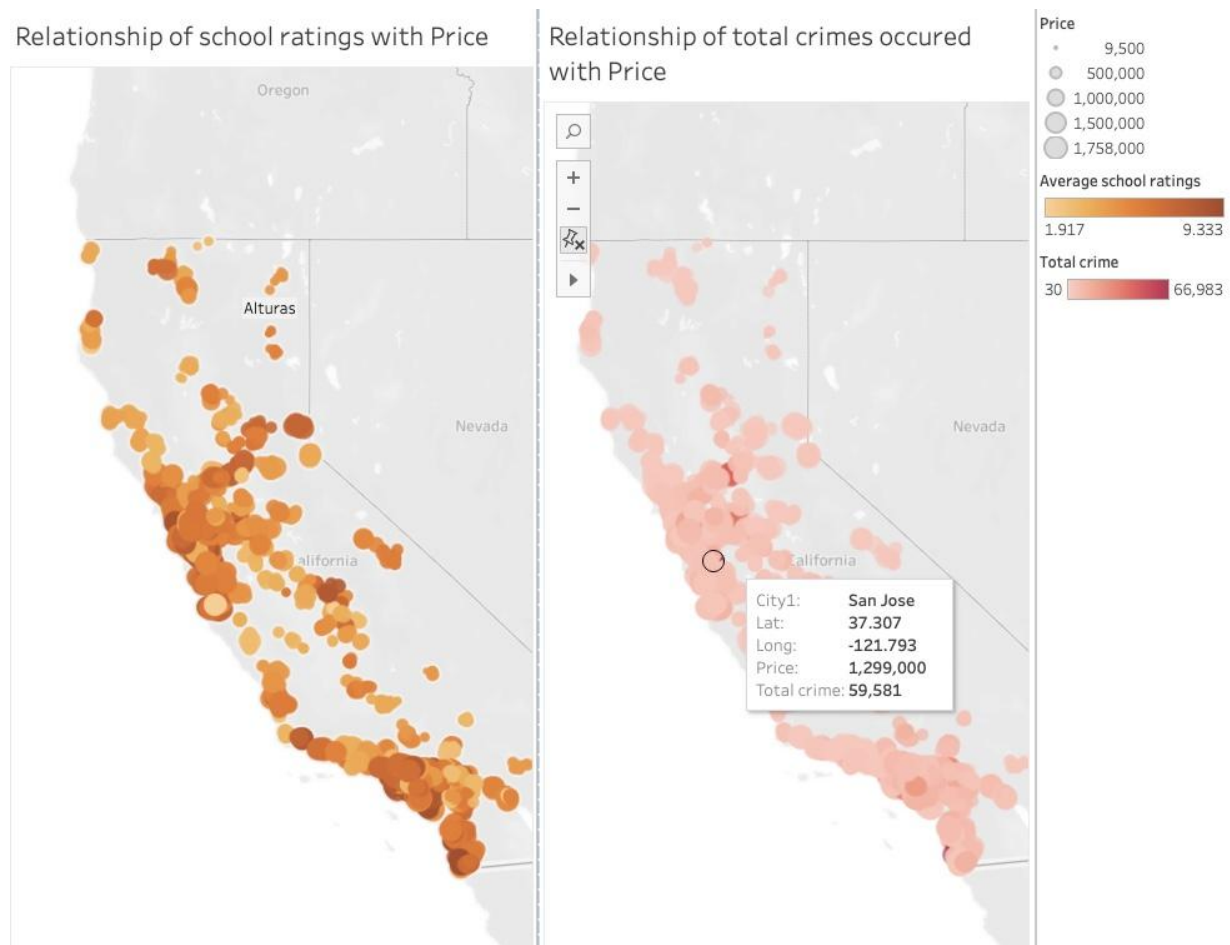 Relationship of school ratings with Price
Oregon
Alturas
Nevada
alifornia
Relationship of total crimes occured
with Price
Nevada
California
City1: San Jose
Lat: 37.307
Long: -121.793
Price: 1,299,000
Total crime: 59,581
Price
9,500
500,000
1,000,000
1,500,000
1,758,000
Average school ratings
1.917 9.333
Total crime
30 66,983